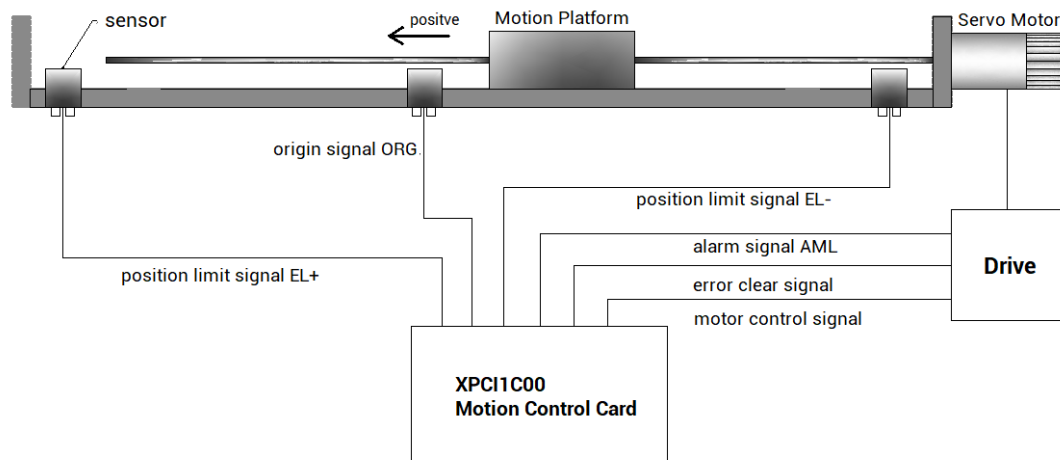 sensor
positve
Motion Platform
Servo Motor
origin signal ORG.
position limit signal EL-
position limit signal EL+
alarm signal AML
error clear signal
motor control signal
Drive
XPCI1C00
Motion Control Card